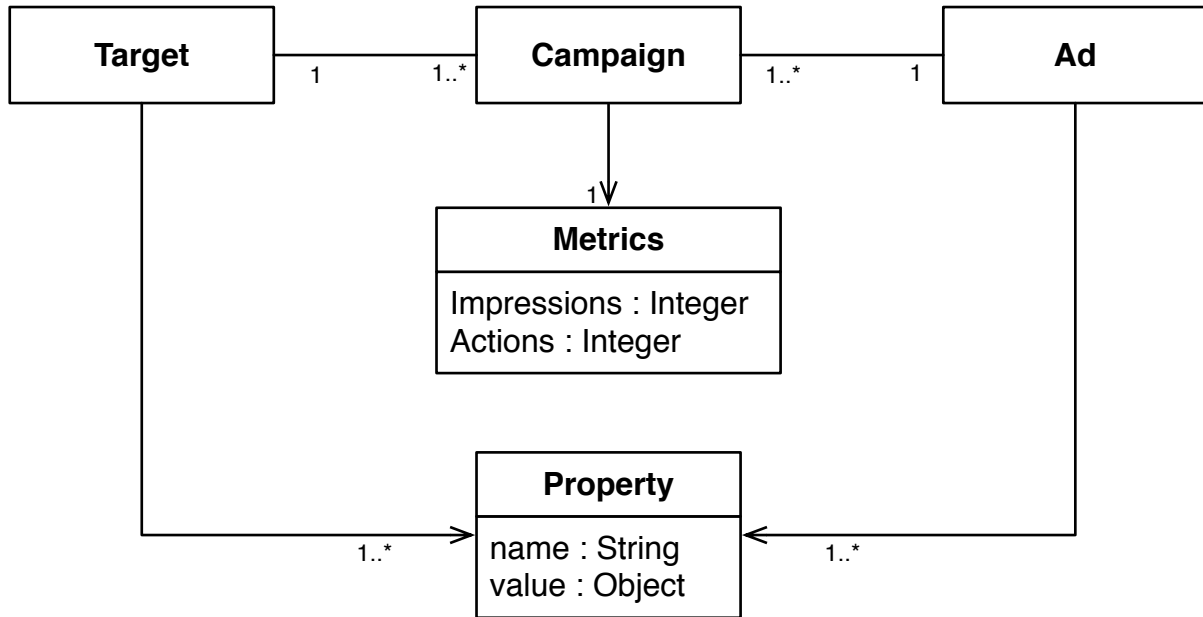 Target
Campaign
Ad
1
1..*
1..*
1
1
Metrics
Impressions : Integer
Actions : Integer
Property
name : String
value : Object
1..*
1..*